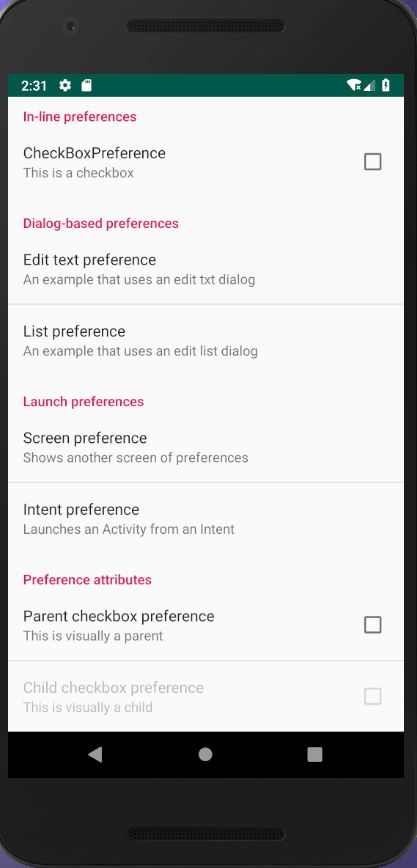 2:31
In-line preferences
CheckBoxPreference
This is a checkbox
Dialog-based preferences
Edit text preference
An example that uses an edit txt dialog
List preference
An example that uses an edit list dialog
Launch preferences
Screen preference
Shows another screen of preferences
Intent preference
Launches an Activity from an Intent
Preference attributes
Parent checkbox preference
This is visually a parent
Child checkbox preference
This is visually a child